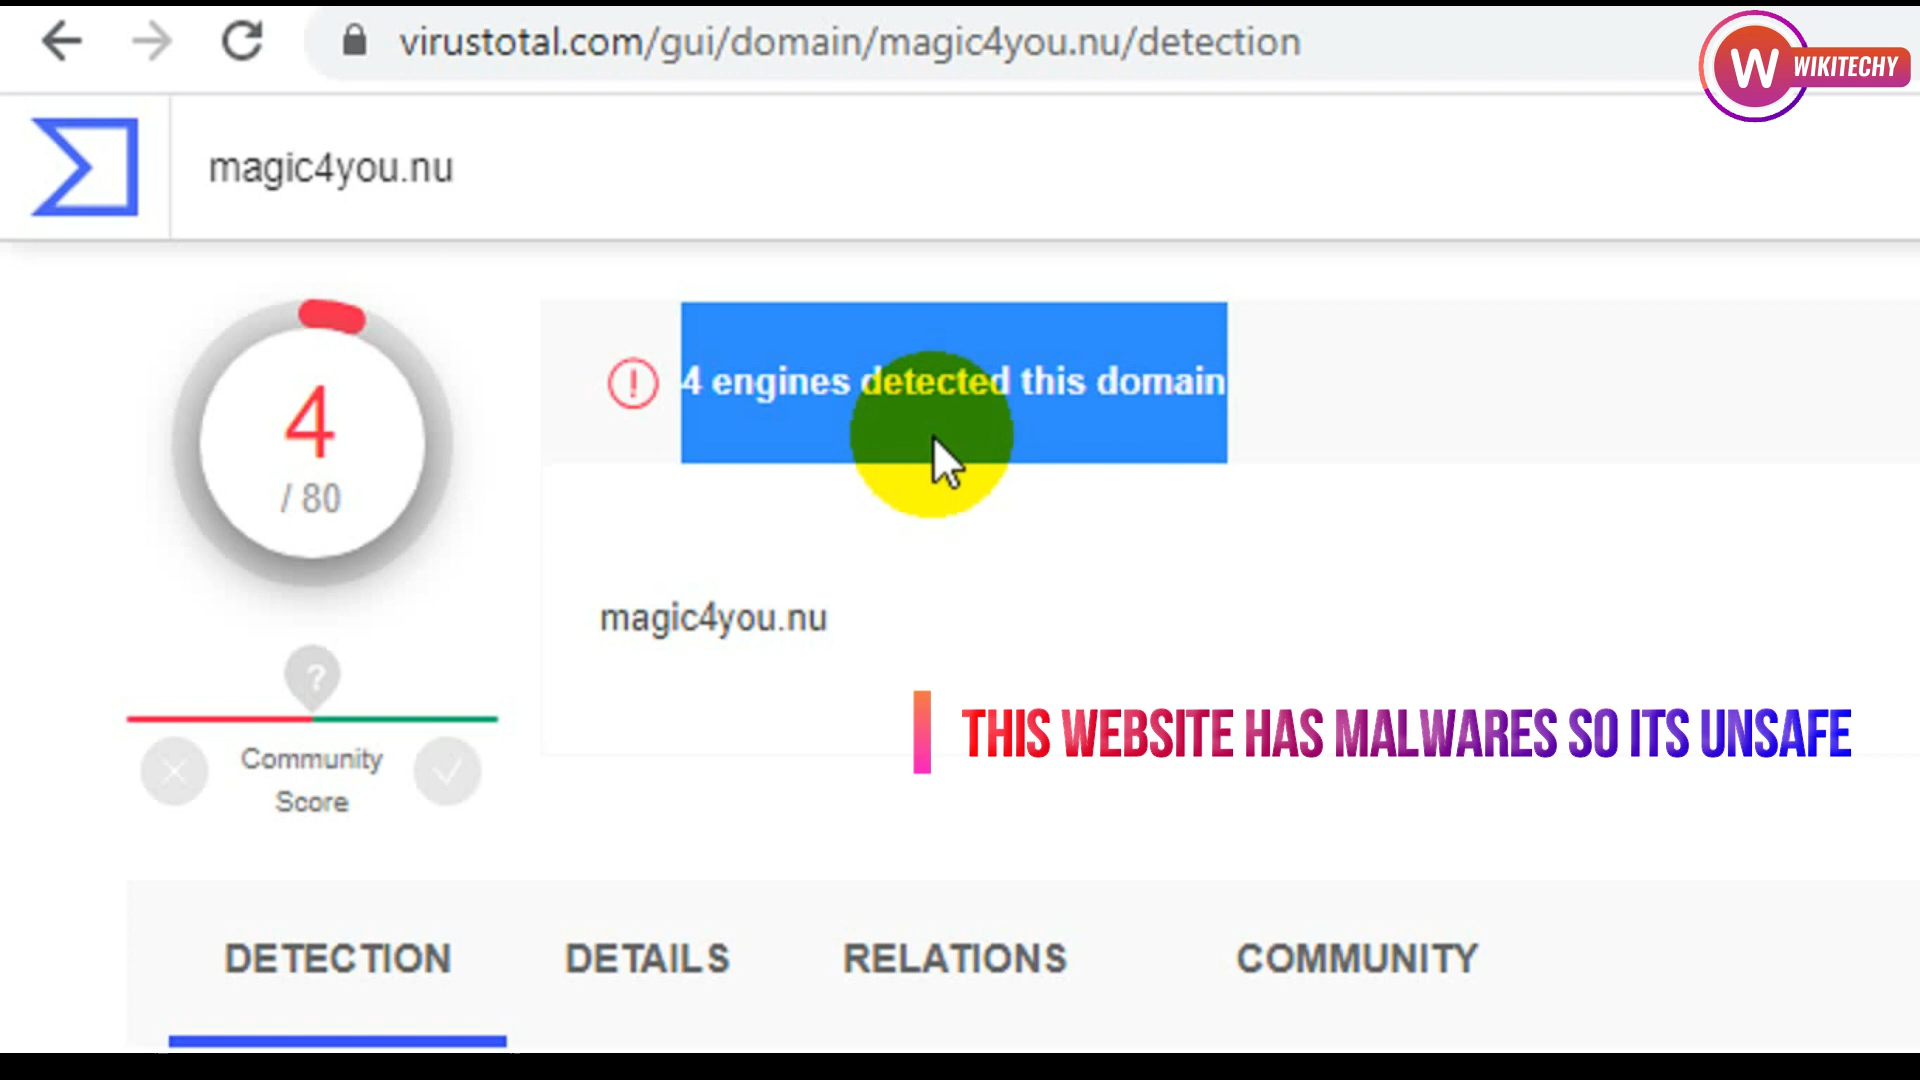 virustotal.com/gui/domain/magic4you.nu/detection
W WIKITECHY
magic4you.nu
4 engines detected this domain
4
/ 80
magic4you.nu
?
THIS WEBSITE HAS MALWARES SO ITS UNSAFE
Community
Score
DETECTION DETAILS RELATIONS COMMUNITY